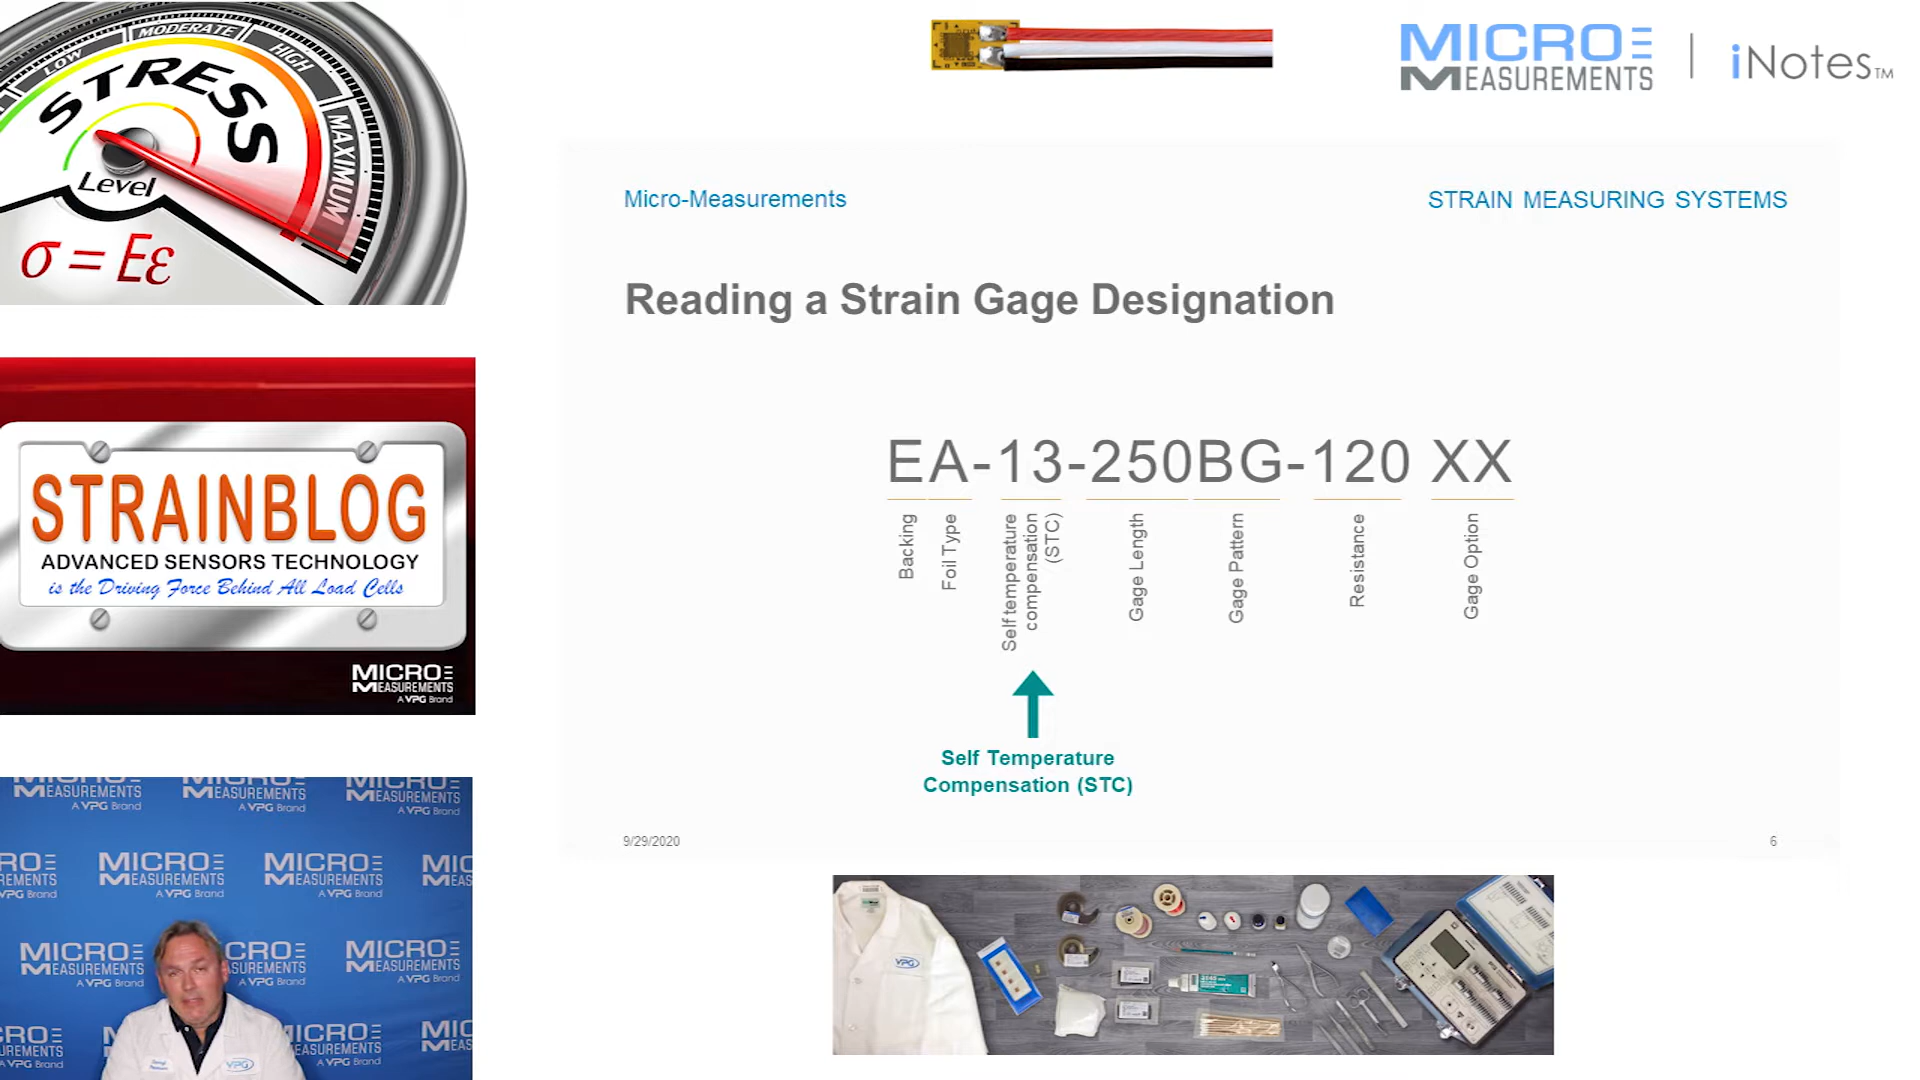 LOW
MODERATE
HIGH
MAXIMUM
STRESS
Level
σ = Eε
MICRO
MEASUREMENTS
iNotes™
Micro-Measurements
STRAIN MEASURING SYSTEMS
Reading a Strain Gage Designation
EA-13-250BG-120 XX
Backing
Foil Type
Self temperature
compensation
(STC)
Gage Length
Gage Pattern
Resistance
Gage Option
Self Temperature
Compensation (STC)
9/29/2020
6
STRAINBLOG
ADVANCED SENSORS TECHNOLOGY
is the Driving Force Behind All Load Cells
MICRO
MEASUREMENTS
A VPG Brand
MICRO
MEASUREMENTS
A VPG Brand
VPG
VPG